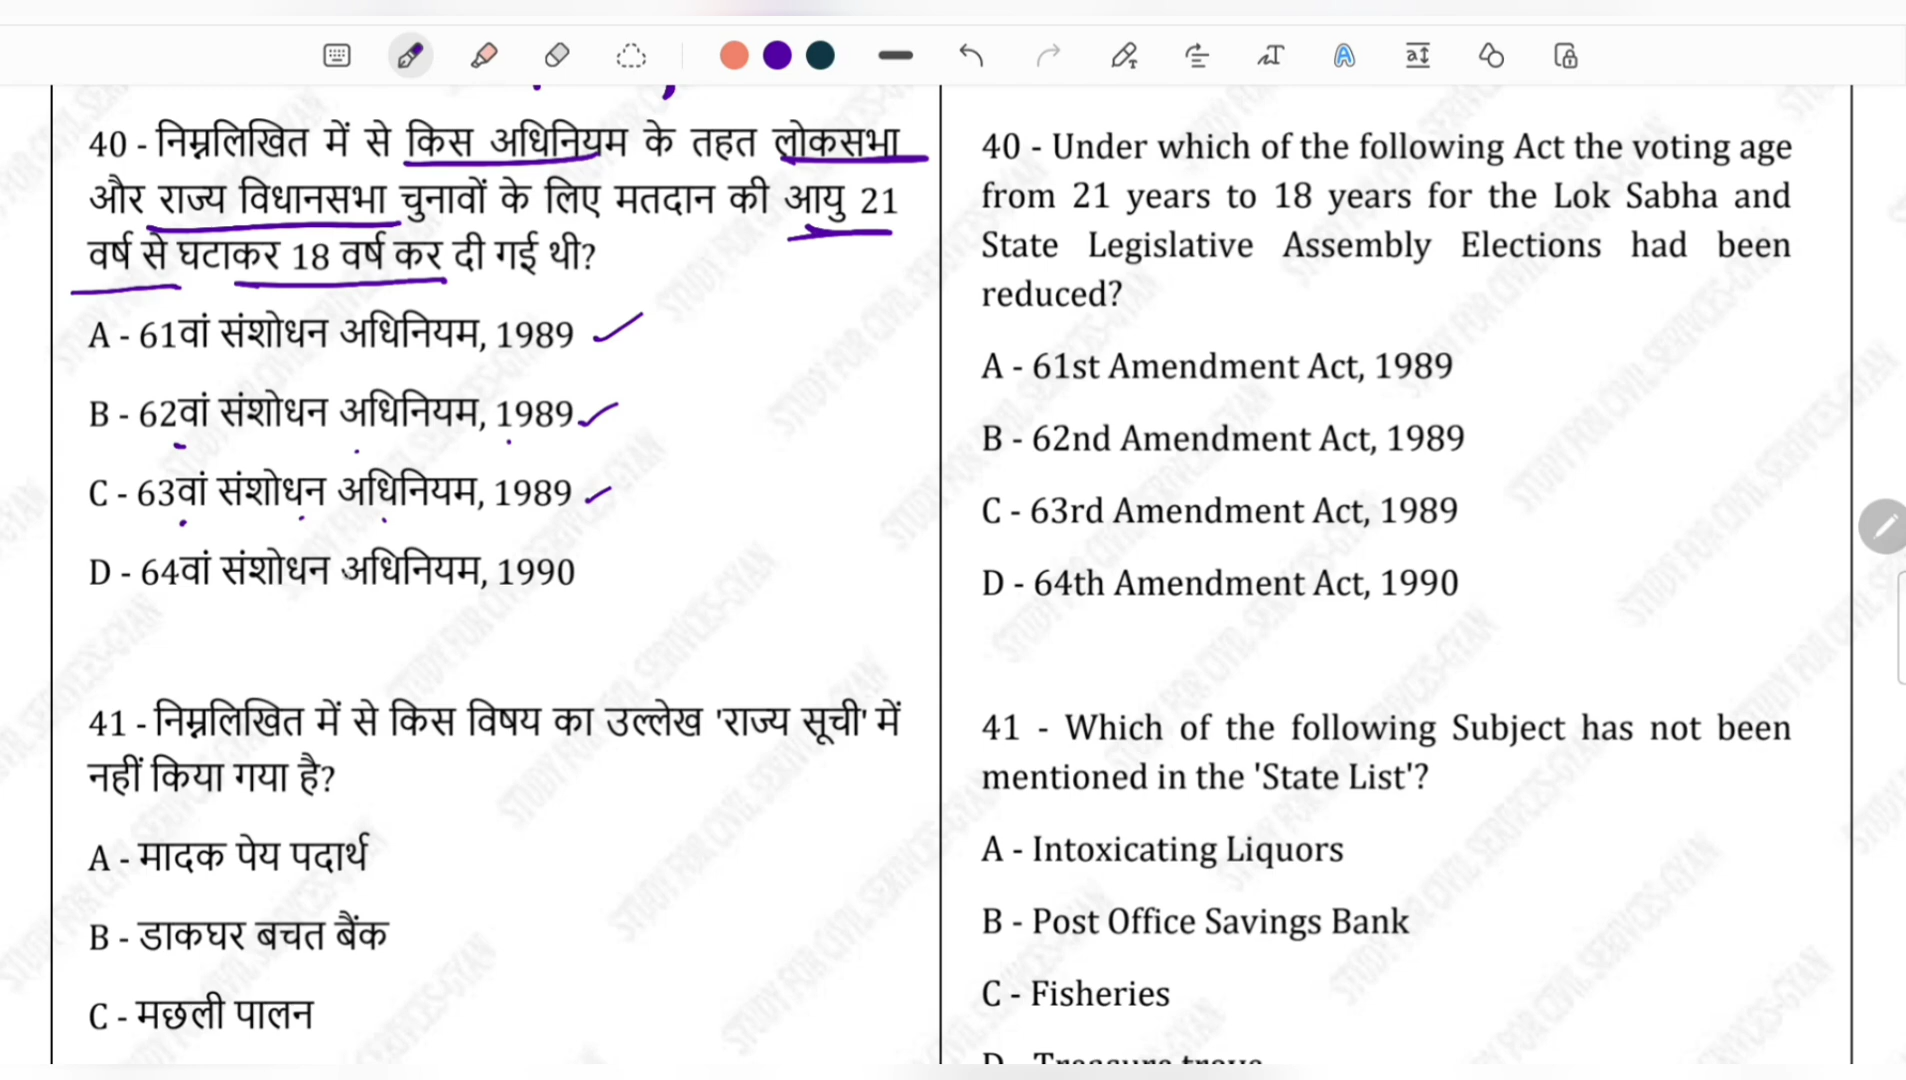 40 - निम्नलिखित में से किस अधिनियम के तहत लोकसभा
और राज्य विधानसभा चुनावों के लिए मतदान की आयु 21
वर्ष से घटाकर 18 वर्ष कर दी गई थी?
A - 61वां संशोधन अधिनियम, 1989
B - 62वां संशोधन अधिनियम, 1989
C - 63वां संशोधन अधिनियम, 1989
D - 64वां संशोधन अधिनियम, 1990
41 - निम्नलिखित में से किस विषय का उल्लेख 'राज्य सूची' में
नहीं किया गया है?
A - मादक पेय पदार्थ
B - डाकघर बचत बैंक
C - मछली पालन
40 - Under which of the following Act the voting age
from 21 years to 18 years for the Lok Sabha and
State Legislative Assembly Elections had been
reduced?
A - 61st Amendment Act, 1989
B - 62nd Amendment Act, 1989
C - 63rd Amendment Act, 1989
D - 64th Amendment Act, 1990
41 - Which of the following Subject has not been
mentioned in the 'State List'?
A - Intoxicating Liquors
B - Post Office Savings Bank
C - Fisheries
D - Treasure trove